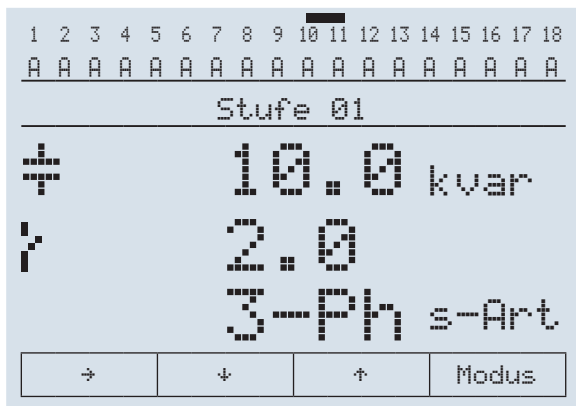 1 2 3 4 5 6 7 8 9 10 11 12 13 14 15 16 17 18
A A A A A A A A A A A A A A A A A A
Stufe 01
10.0 kvar
2.0
3-Ph s-Art
→ ↓ ↑ Modus